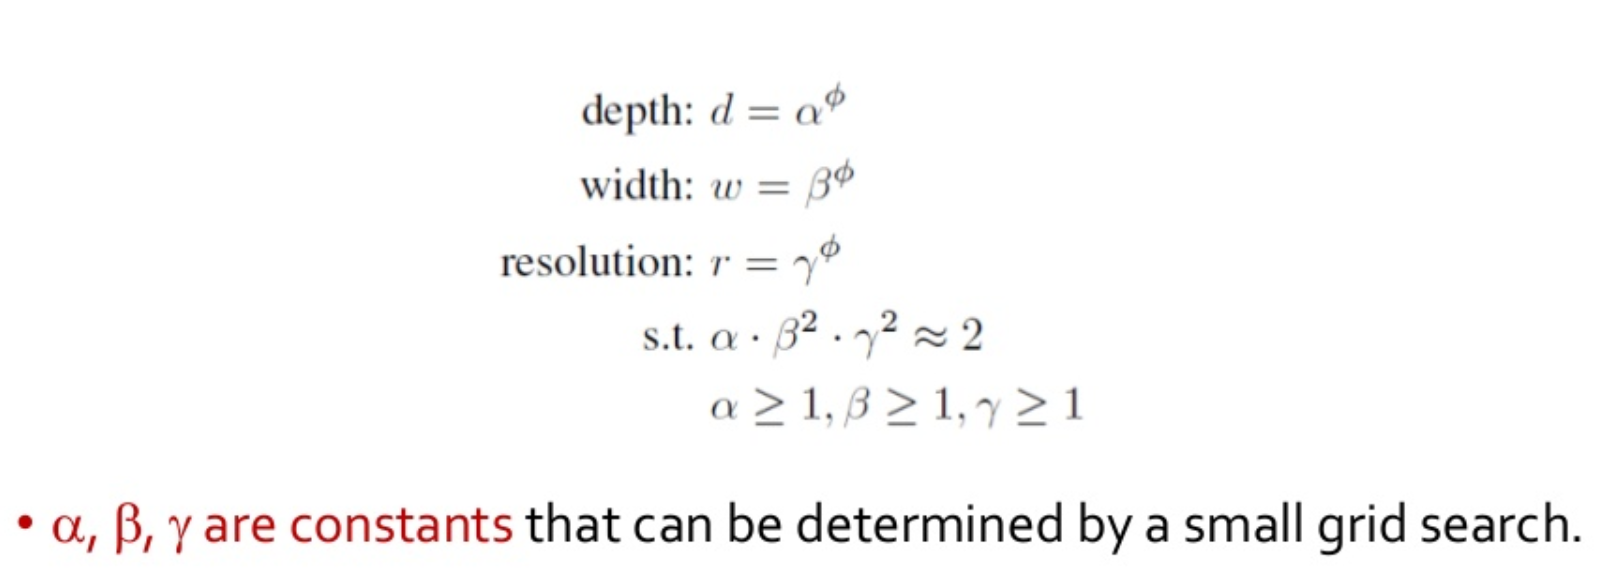 depth: d = α^ϕ
width: w = β^ϕ
resolution: r = γ^ϕ
s.t. α · β² · γ² ≈ 2
α ≥ 1, β ≥ 1, γ ≥ 1
• α, β, γ are constants that can be determined by a small grid search.